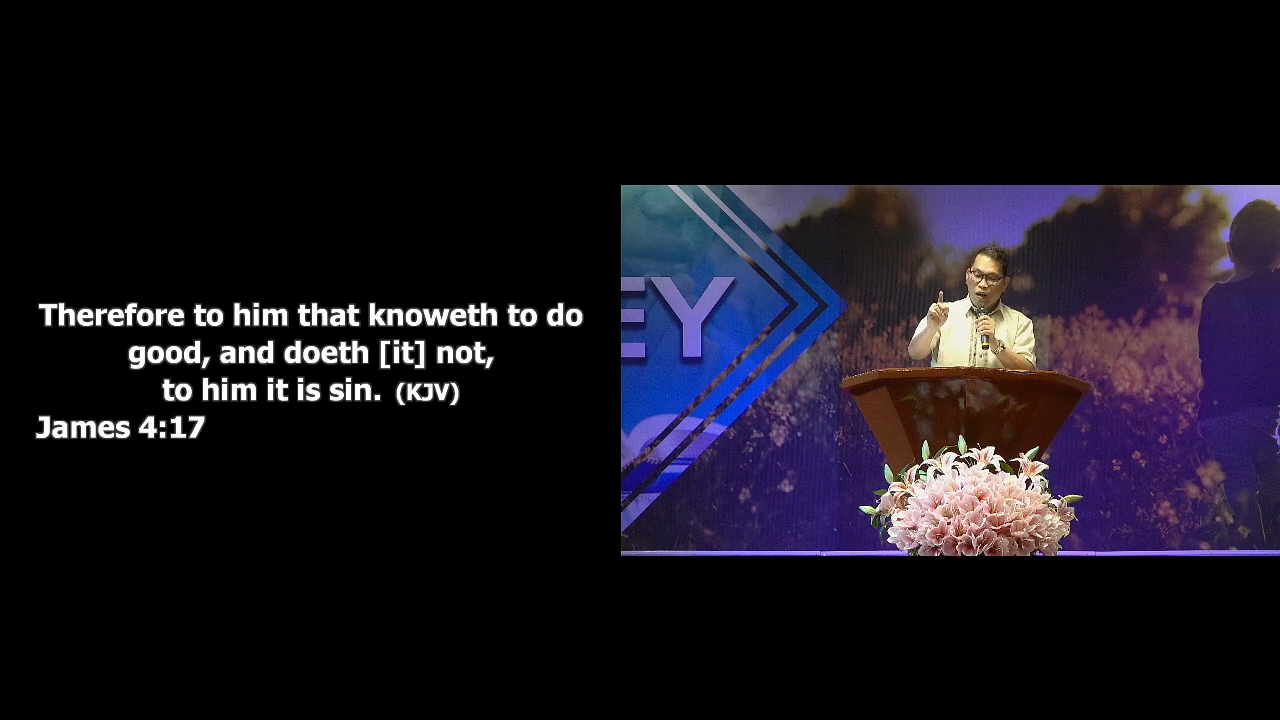 Therefore to him that knoweth to do
good, and doeth [it] not,
to him it is sin. (KJV)
James 4:17
EY